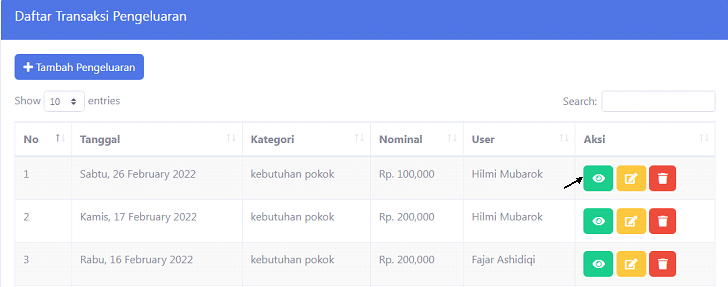 Daftar Transaksi Pengeluaran
Tambah Pengeluaran
Show 10 entries Search:
No Tanggal Kategori Nominal User Aksi
1 Sabtu, 26 February 2022 kebutuhan pokok Rp. 100,000 Hilmi Mubarok
2 Kamis, 17 February 2022 kebutuhan pokok Rp. 200,000 Hilmi Mubarok
3 Rabu, 16 February 2022 kebutuhan pokok Rp. 200,000 Fajar Ashidiqi